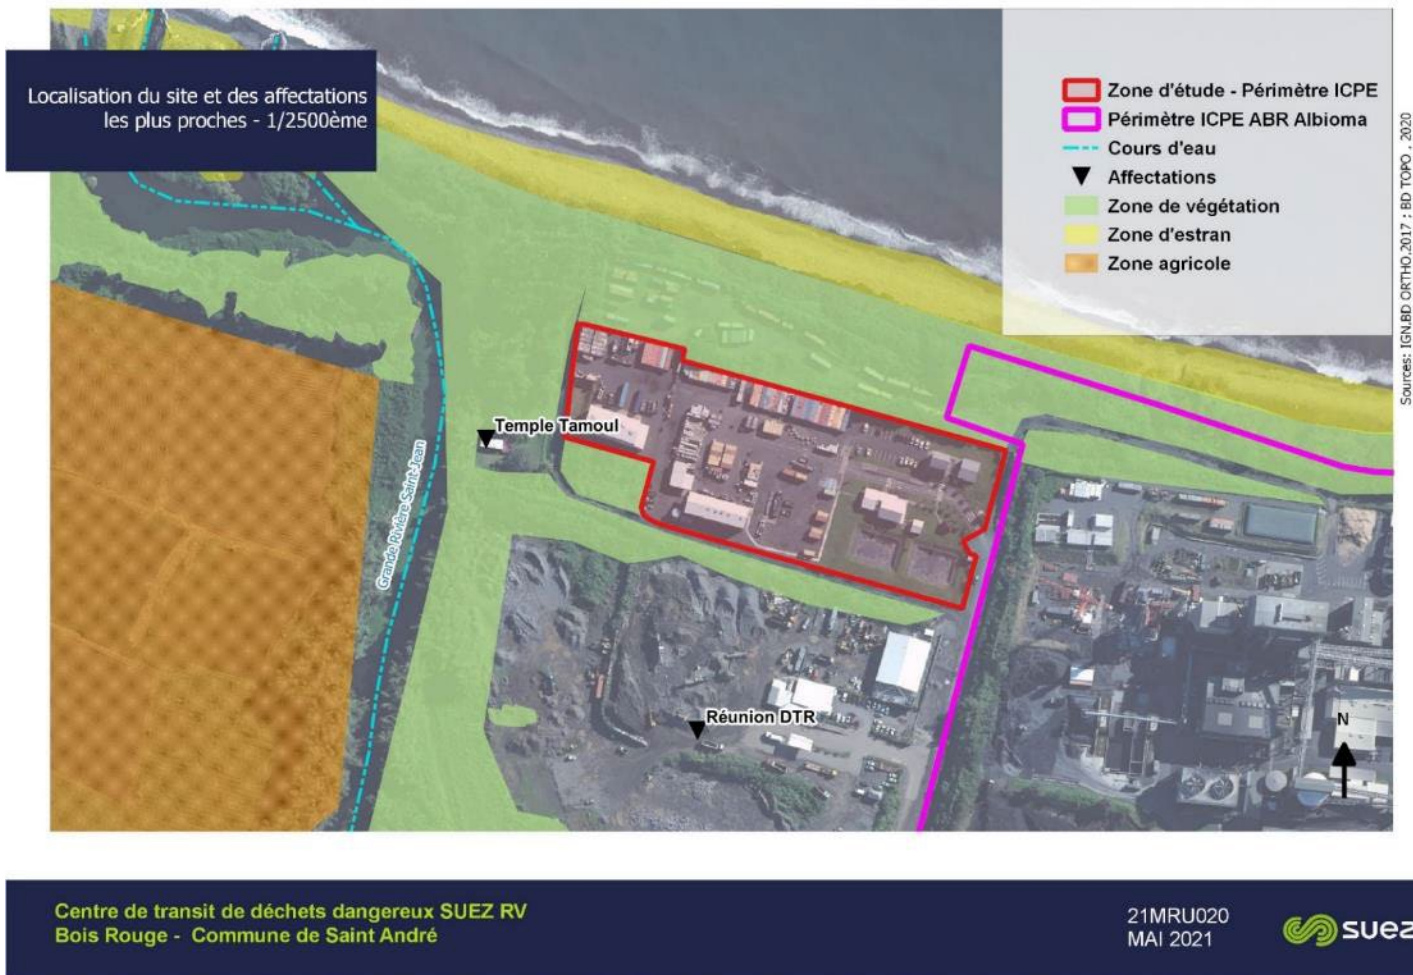 Localisation du site et des affectations
les plus proches - 1/2500ème
Zone d'étude - Périmètre ICPE
Périmètre ICPE ABR Albioma
Cours d'eau
Affectations
Zone de végétation
Zone d'estran
Zone agricole
Sources: IGN.BD ORTHO.2017 ; BD TOPO , 2020
Temple Tamoul
Grande Rivière Saint-Jean
Réunion DTR
N
Centre de transit de déchets dangereux SUEZ RV
Bois Rouge - Commune de Saint André
21MRU020
MAI 2021
suez